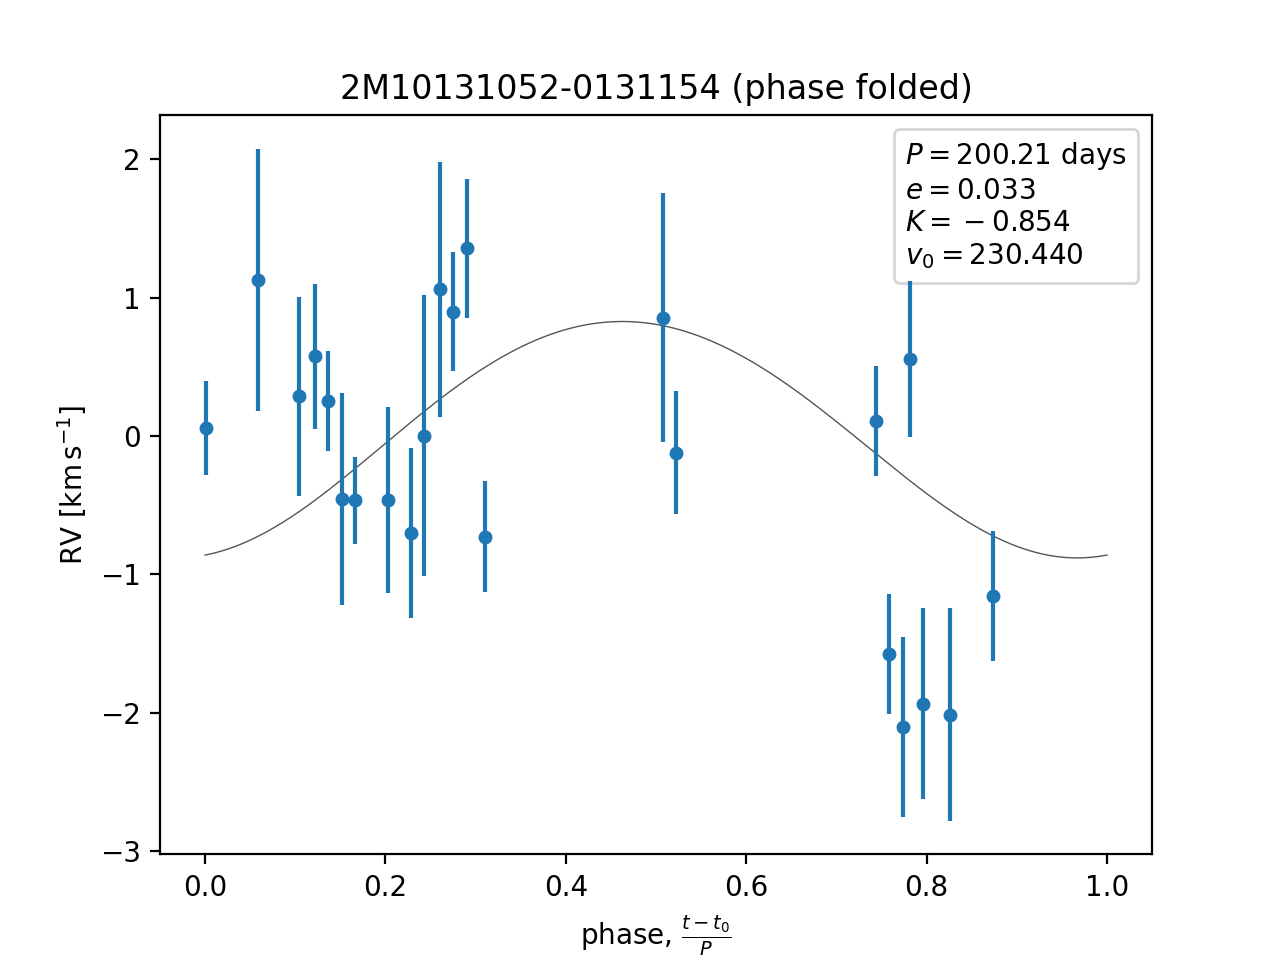 2M10131052-0131154 (phase folded)
P = 200.21 days
e = 0.033
K = −0.854
v₀ = 230.440
2
1
0
−1
−2
−3
RV [km s⁻¹]
0.0 0.2 0.4 0.6 0.8 1.0
phase, (t − t₀)/P